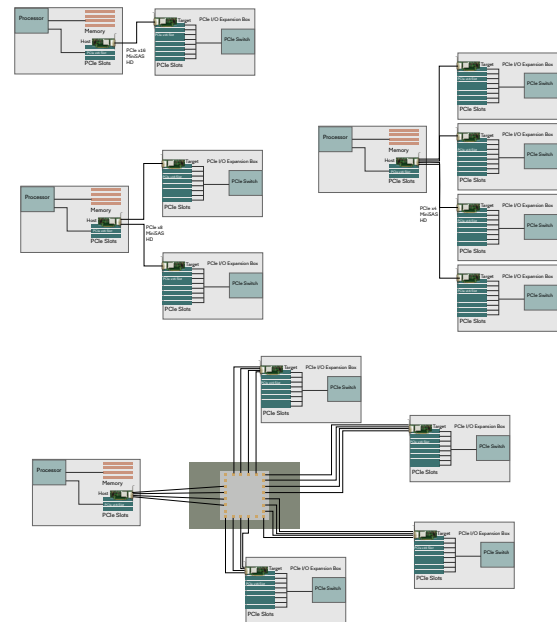 Processor
Memory
Host
PCIe Slots
PCIe x16
MiniSAS
HD
Target
PCIe I/O Expansion Box
PCIe Switch
PCIe Slots
Processor
Memory
Host
PCIe Slots
PCIe x4
MiniSAS
HD
Target
PCIe I/O Expansion Box
PCIe Switch
PCIe Slots
Target
PCIe I/O Expansion Box
PCIe Switch
PCIe Slots
Target
PCIe I/O Expansion Box
PCIe Switch
PCIe Slots
Target
PCIe I/O Expansion Box
PCIe Switch
PCIe Slots
Processor
Memory
Host
PCIe Slots
PCIe x8
MiniSAS
HD
Target
PCIe I/O Expansion Box
PCIe Switch
PCIe Slots
Target
PCIe I/O Expansion Box
PCIe Switch
PCIe Slots
Processor
Memory
Host
PCIe Slots
Target
PCIe I/O Expansion Box
PCIe Switch
PCIe Slots
Target
PCIe I/O Expansion Box
PCIe Switch
PCIe Slots
Target
PCIe I/O Expansion Box
PCIe Switch
PCIe Slots
Target
PCIe I/O Expansion Box
PCIe Switch
PCIe Slots